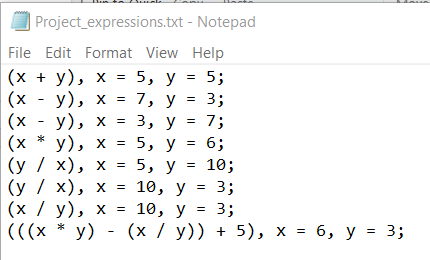 Project_expressions.txt - Notepad
File Edit Format View Help
(x + y), x = 5, y = 5;
(x - y), x = 7, y = 3;
(x - y), x = 3, y = 7;
(x * y), x = 5, y = 6;
(y / x), x = 5, y = 10;
(y / x), x = 10, y = 3;
(x / y), x = 10, y = 3;
(((x * y) - (x / y)) + 5), x = 6, y = 3;